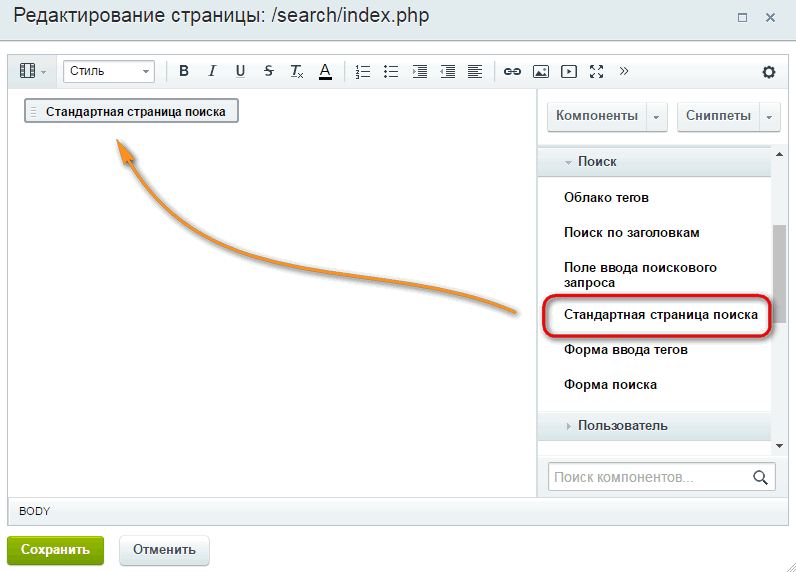 Редактирование страницы: /search/index.php
Стиль
B I U S Tx A
Стандартная страница поиска
Компоненты
Сниппеты
Поиск
Облако тегов
Поиск по заголовкам
Поле ввода поискового
запроса
Стандартная страница поиска
Форма ввода тегов
Форма поиска
Пользователь
Поиск компонентов...
BODY
Сохранить
Отменить